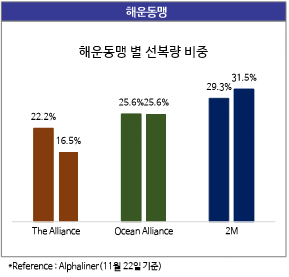 해운동맹
해운동맹 별 선복량 비중
22.2%
16.5%
25.6%
25.6%
29.3%
31.5%
The Alliance
Ocean Alliance
2M
*Reference : Alphaliner (11월 22일 기준)